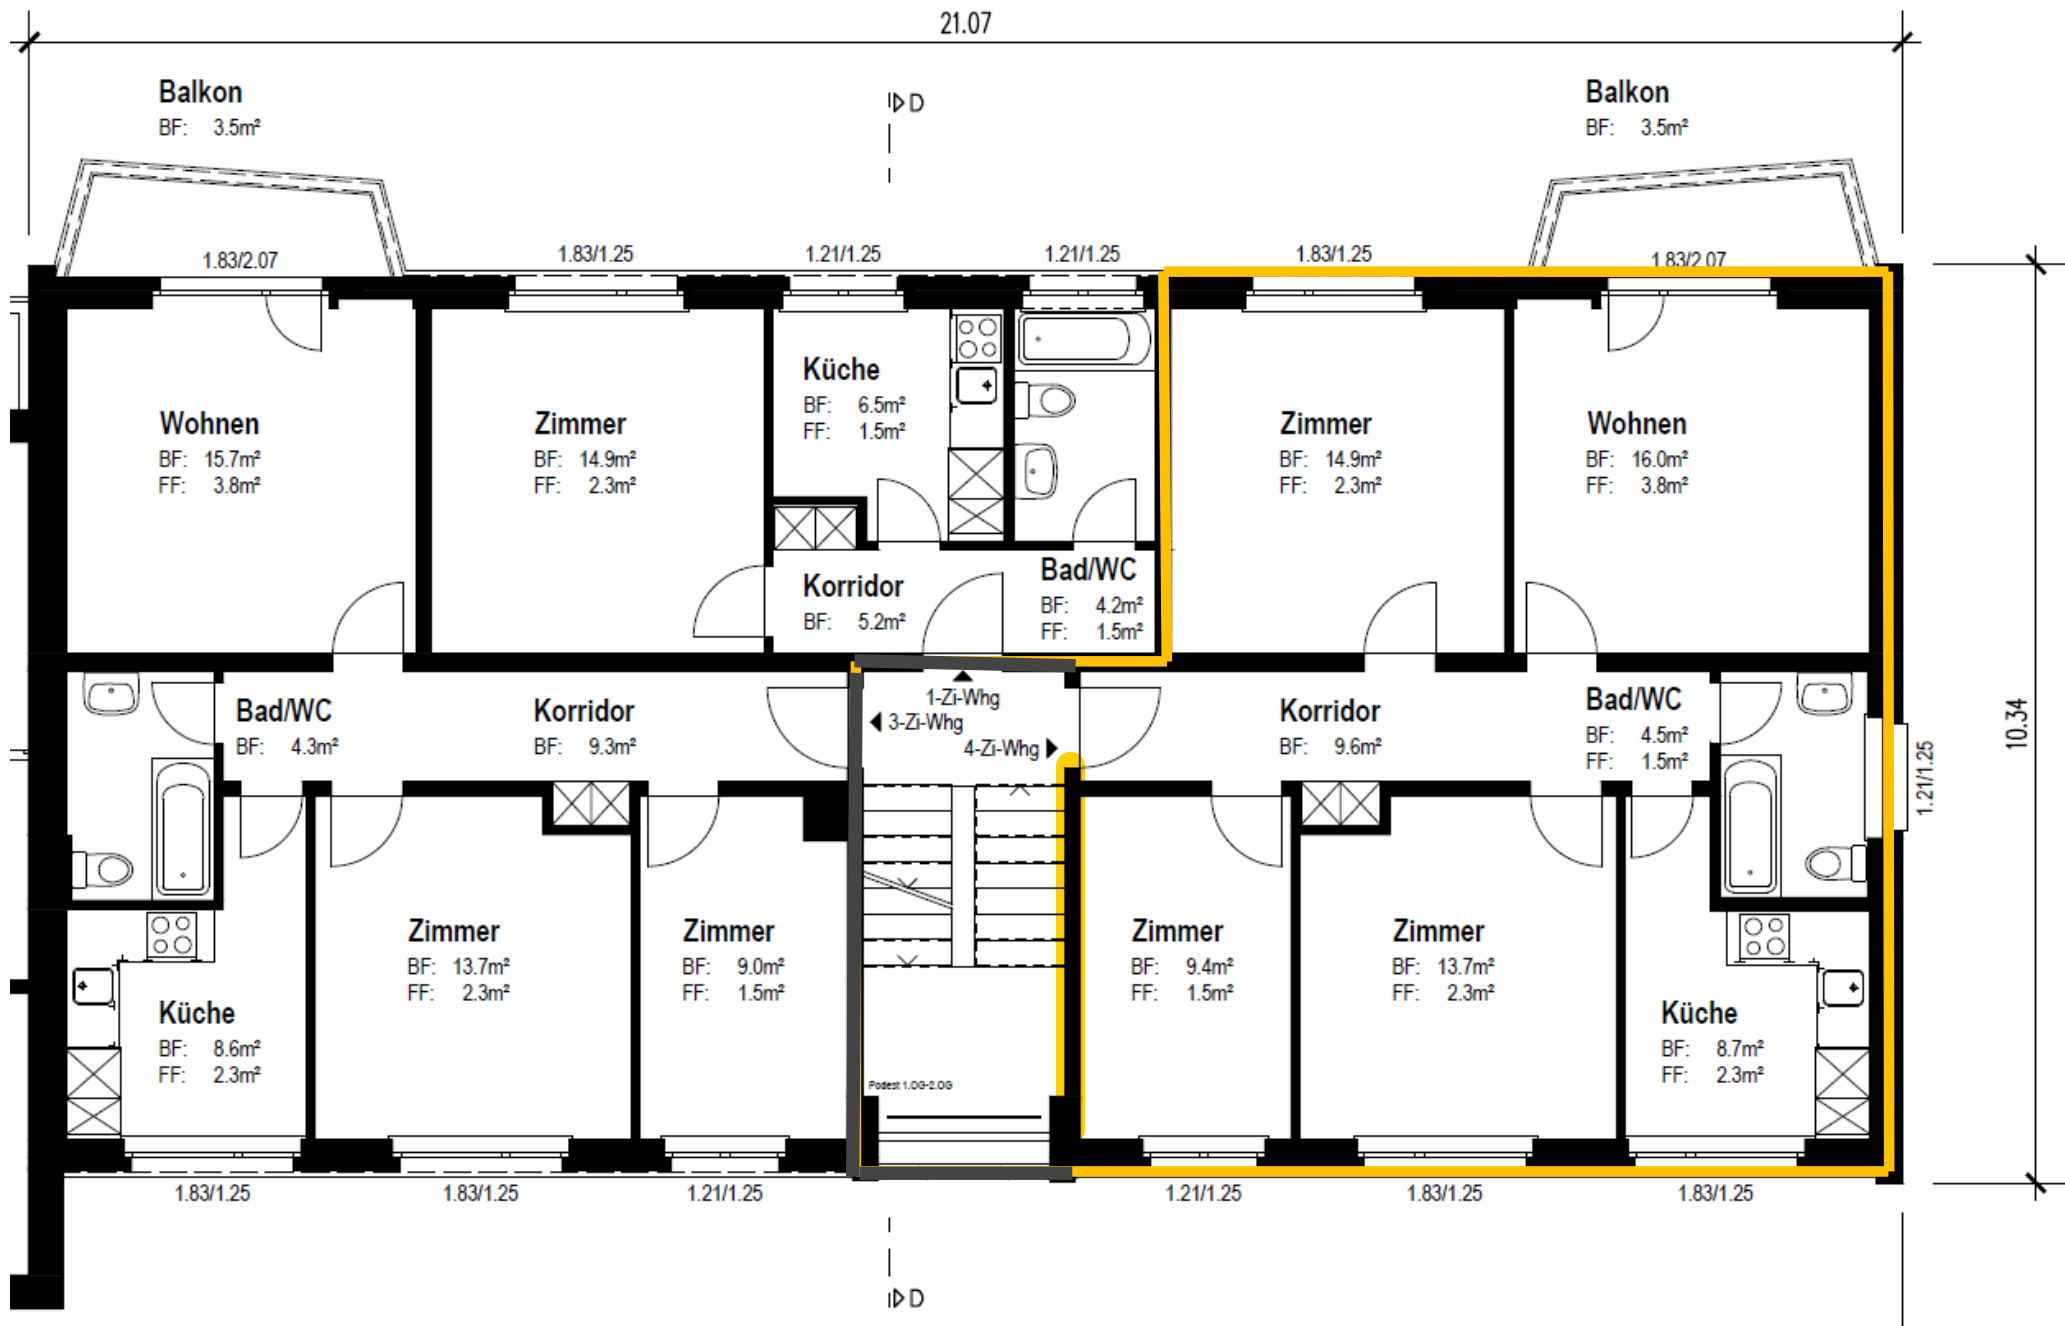 21.07
Balkon
BF: 3.5m²
D
Balkon
BF: 3.5m²
1.83/2.07
1.83/1.25
1.21/1.25
1.21/1.25
1.83/1.25
1.83/2.07
Wohnen
BF: 15.7m²
FF: 3.8m²
Zimmer
BF: 14.9m²
FF: 2.3m²
Küche
BF: 6.5m²
FF: 1.5m²
Zimmer
BF: 14.9m²
FF: 2.3m²
Wohnen
BF: 16.0m²
FF: 3.8m²
Korridor
BF: 5.2m²
Bad/WC
BF: 4.2m²
FF: 1.5m²
Bad/WC
BF: 4.3m²
Korridor
BF: 9.3m²
1-Zi-Whg
3-Zi-Whg
4-Zi-Whg
Korridor
BF: 9.6m²
Bad/WC
BF: 4.5m²
FF: 1.5m²
1.21/1.25
10.34
Küche
BF: 8.6m²
FF: 2.3m²
Zimmer
BF: 13.7m²
FF: 2.3m²
Zimmer
BF: 9.0m²
FF: 1.5m²
Podest 1.OG-2.OG
Zimmer
BF: 9.4m²
FF: 1.5m²
Zimmer
BF: 13.7m²
FF: 2.3m²
Küche
BF: 8.7m²
FF: 2.3m²
1.83/1.25
1.83/1.25
1.21/1.25
1.21/1.25
1.83/1.25
1.83/1.25
D